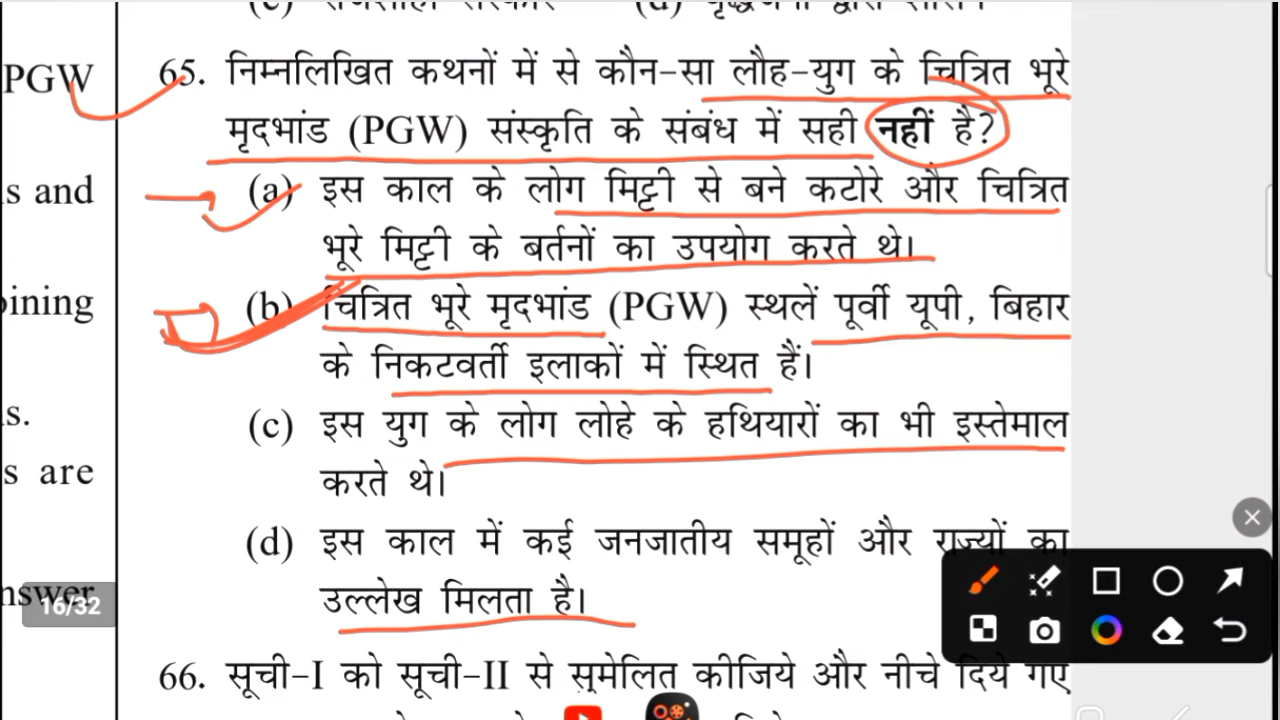 PGW
s and
ining
s.
s are
nswer
65. निम्नलिखित कथनों में से कौन-सा लौह-युग के चित्रित भूरे
मृदभांड (PGW) संस्कृति के संबंध में सही नहीं है?
(a) इस काल के लोग मिट्टी से बने कटोरे और चित्रित
भूरे मिट्टी के बर्तनों का उपयोग करते थे।
(b) चित्रित भूरे मृदभांड (PGW) स्थलें पूर्वी यूपी, बिहार
के निकटवर्ती इलाकों में स्थित हैं।
(c) इस युग के लोग लोहे के हथियारों का भी इस्तेमाल
करते थे।
(d) इस काल में कई जनजातीय समूहों और राज्यों का
उल्लेख मिलता है।
16/32
66. सूची-I को सूची-II से सुमेलित कीजिये और नीचे दिये गए